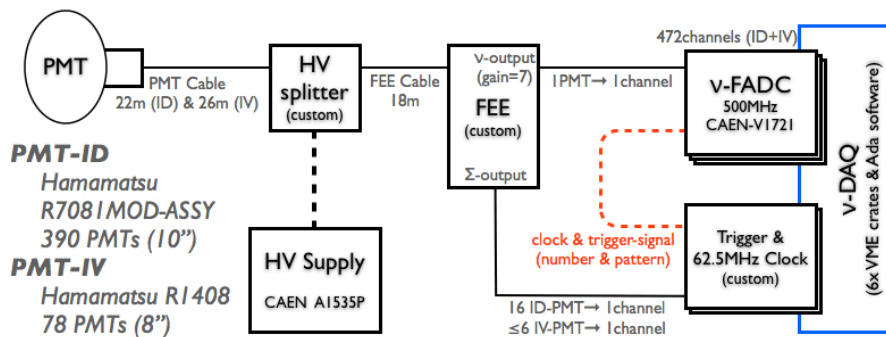 PMT
PMT Cable
22m (ID) & 26m (IV)
HV
splitter
(custom)
FEE Cable
18m
ν-output
(gain=7)
FEE
(custom)
Σ-output
1PMT→ 1channel
472channels (ID+IV)
ν-FADC
500MHz
CAEN-V1721
ν-DAQ
(6x VME crates & Ada software)
PMT-ID
Hamamatsu
R7081MOD-ASSY
390 PMTs (10”)
PMT-IV
Hamamatsu R1408
78 PMTs (8”)
HV Supply
CAEN A1535P
clock & trigger-signal
(number & pattern)
Trigger &
62.5MHz Clock
(custom)
16 ID-PMT→ 1channel
≤6 IV-PMT→ 1channel